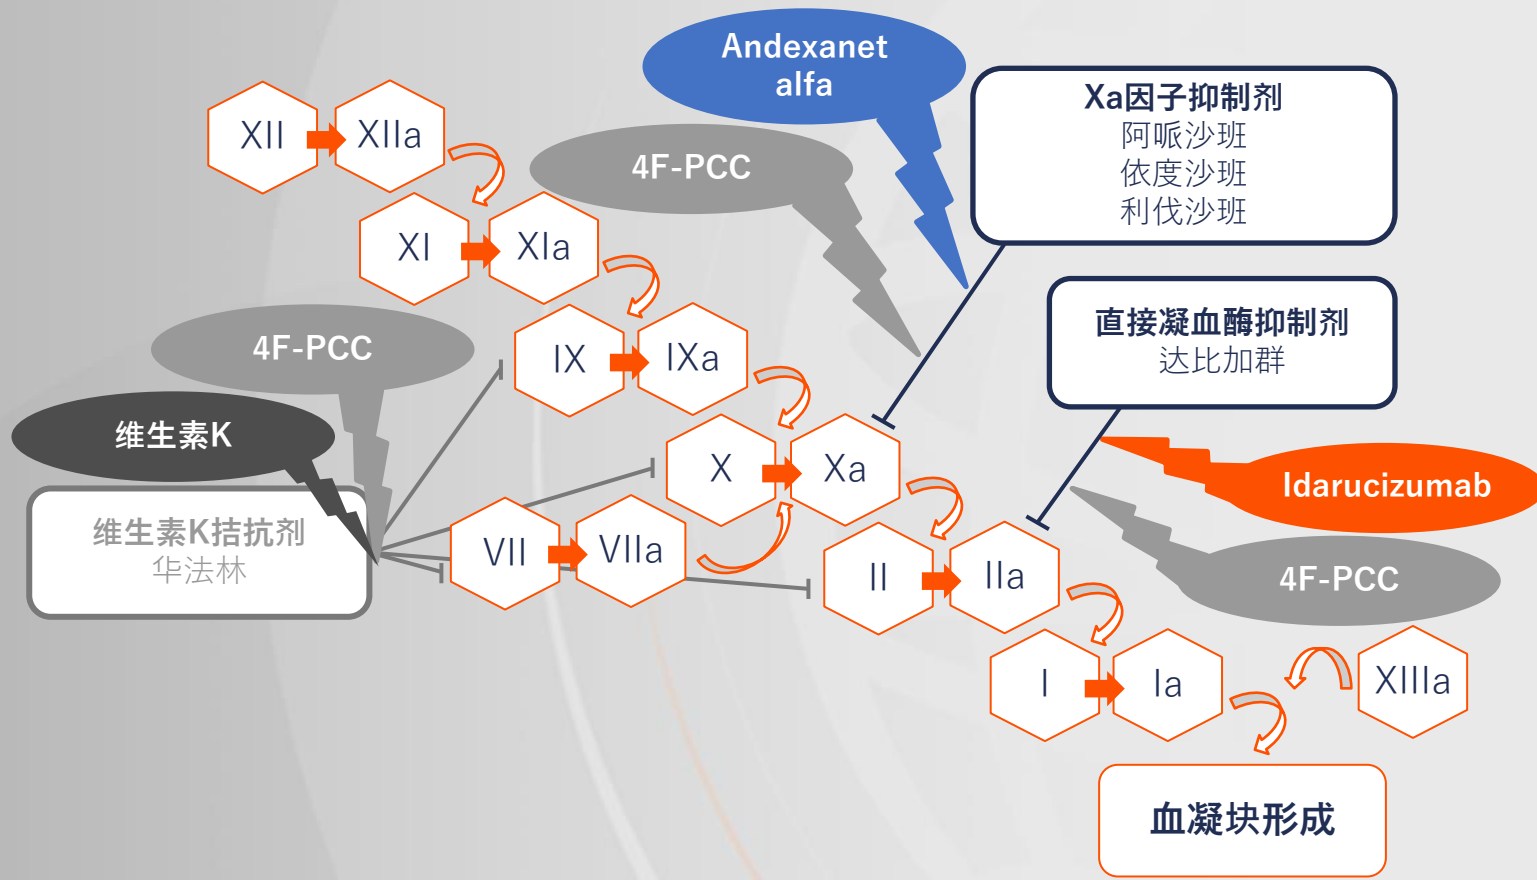 Andexanet
alfa
Xa因子抑制剂
阿哌沙班
依度沙班
利伐沙班
4F-PCC
XII
XIIa
XI
XIa
直接凝血酶抑制剂
达比加群
4F-PCC
IX
IXa
维生素K
X
Xa
Idarucizumab
维生素K拮抗剂
华法林
VII
VIIa
II
IIa
4F-PCC
I
Ia
XIIIa
血凝块形成